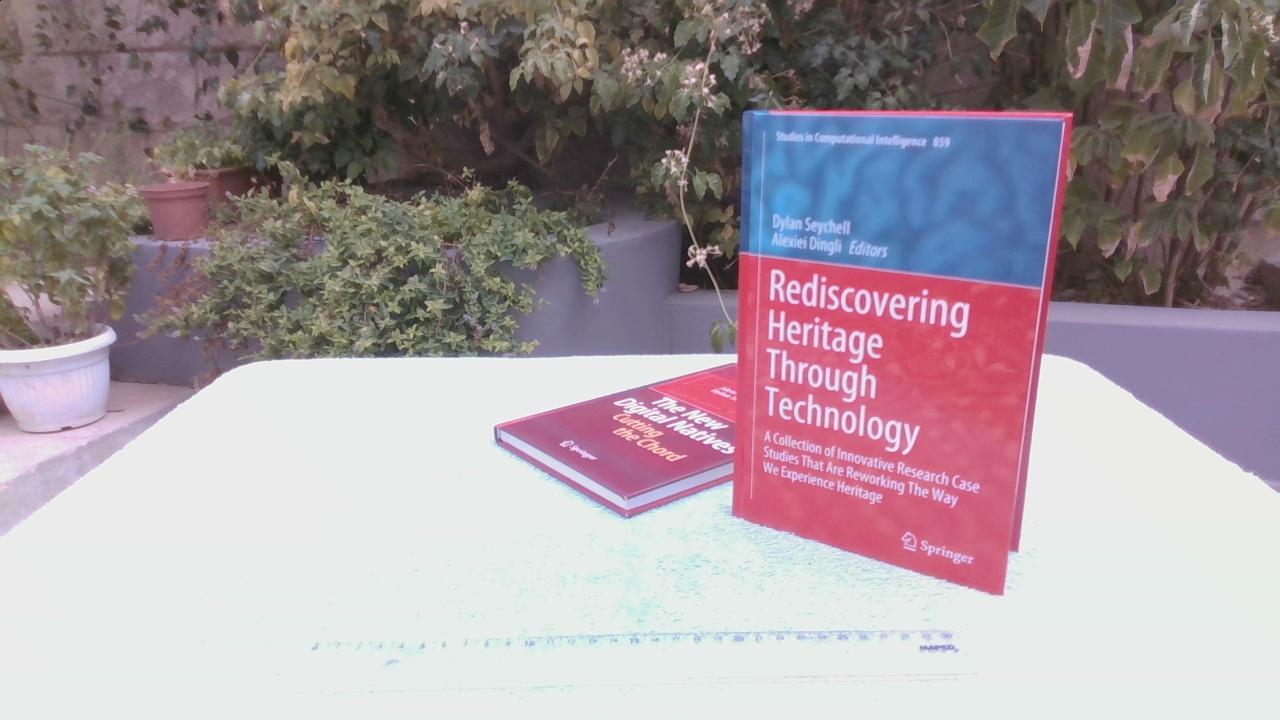 Studies in Computational Intelligence 859
Dylan Seychell
Alexiei Dingli Editors
Rediscovering
Heritage
Through
Technology
A Collection of Innovative Research Case
Studies That Are Reworking The Way
We Experience Heritage
Springer
The New
Digital Natives
Cutting
the Chord
Springer